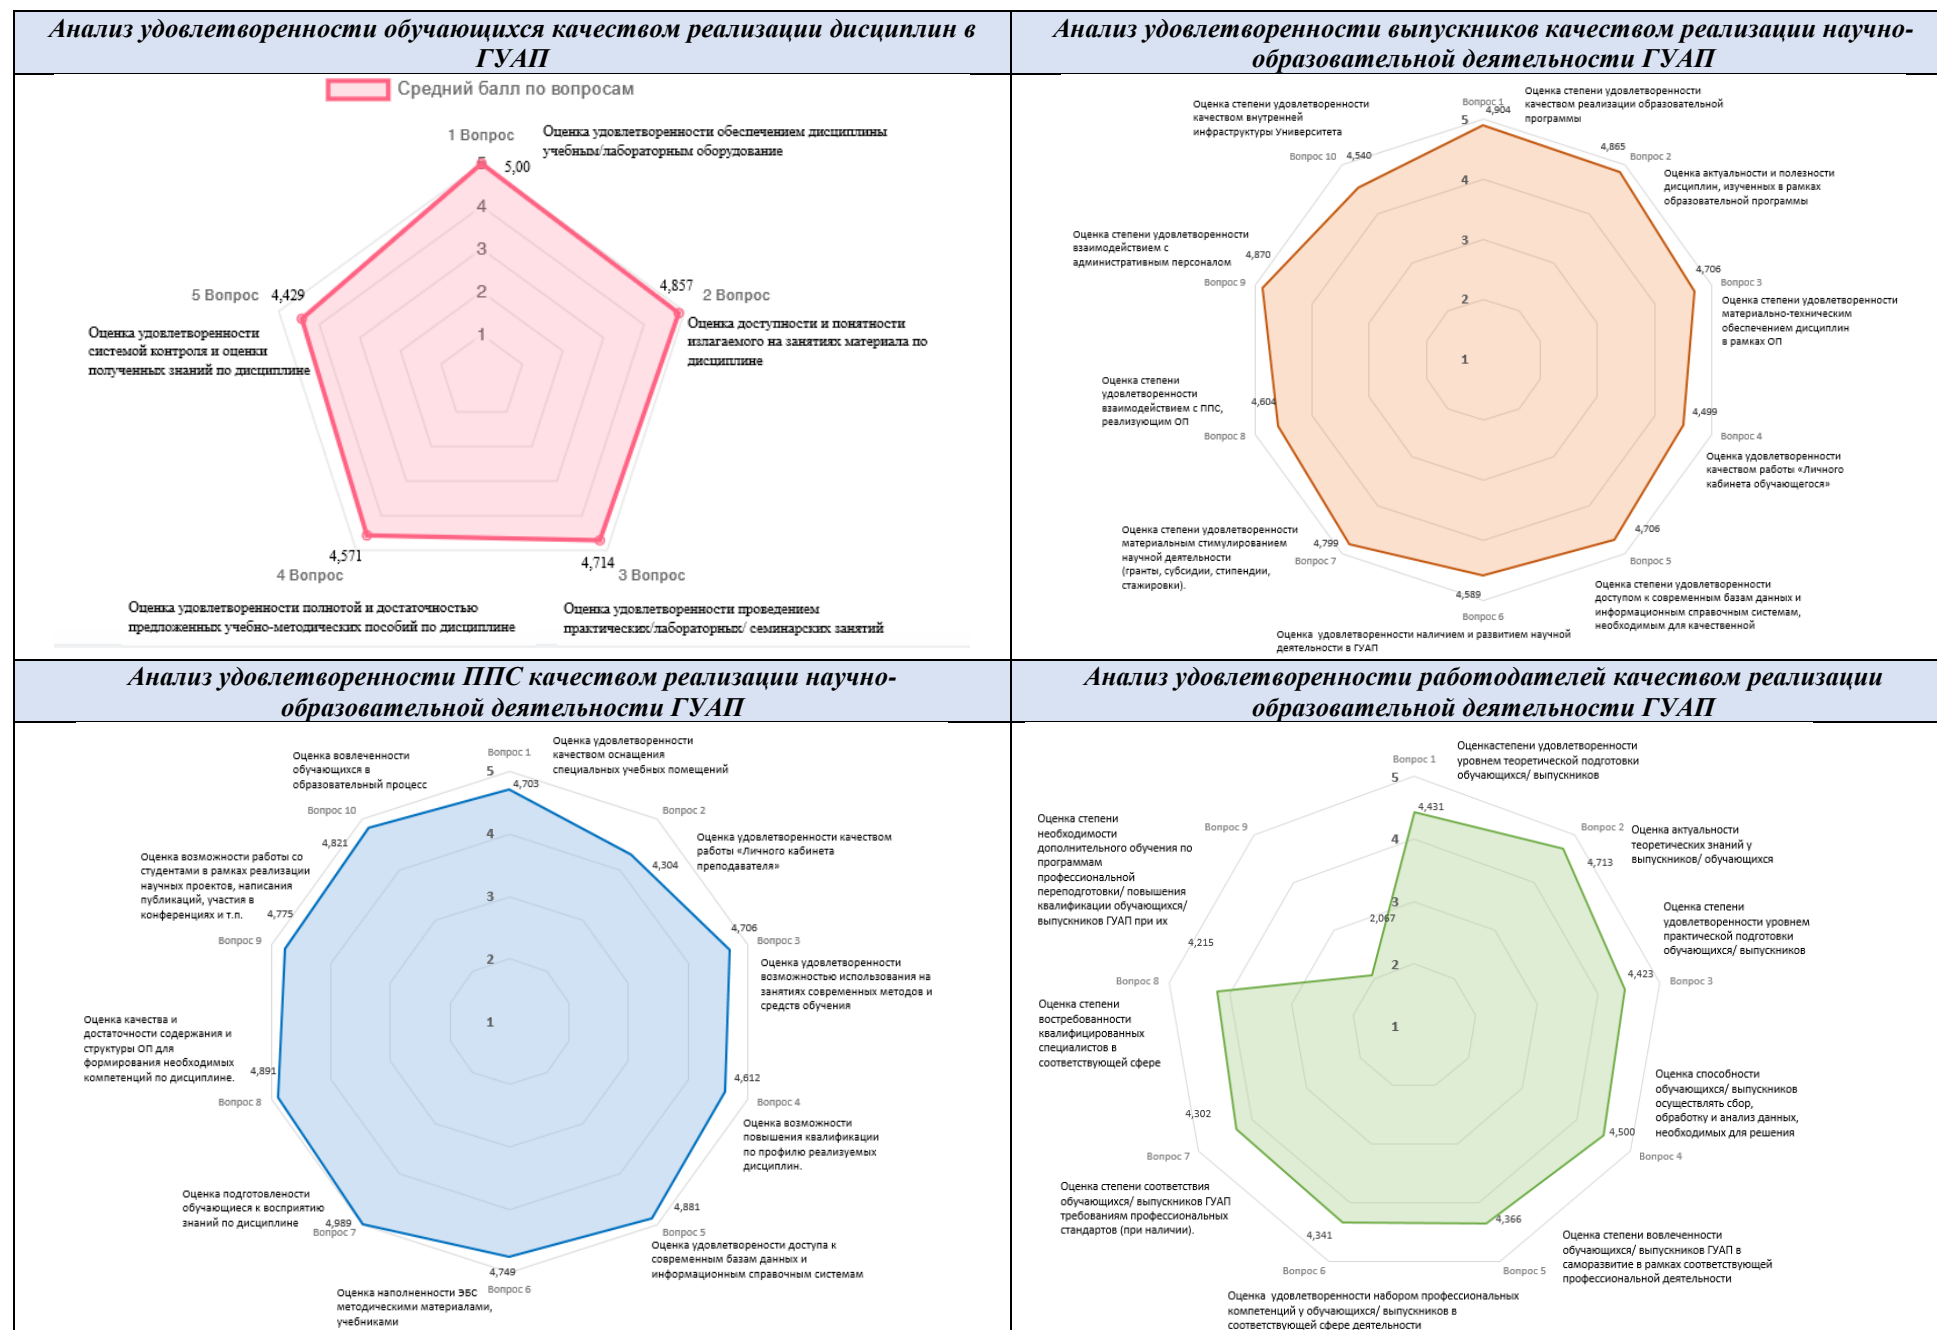 Анализ удовлетворенности обучающихся качеством реализации дисциплин в
ГУАП
Средний балл по вопросам
1 Вопрос
Оценка удовлетворенности обеспечением дисциплины
учебным/лабораторным оборудование
5
5,00
4
3
2
1
4,857
2 Вопрос
Оценка доступности и понятности
излагаемого на занятиях материала по
дисциплине
5 Вопрос
4,429
Оценка удовлетворенности
системой контроля и оценки
полученных знаний по дисциплине
4,571
4 Вопрос
4,714
3 Вопрос
Оценка удовлетворенности полнотой и достаточностью
предложенных учебно-методических пособий по дисциплине
Оценка удовлетворенности проведением
практических/лабораторных/ семинарских занятий
Анализ удовлетворенности выпускников качеством реализации научно-
образовательной деятельности ГУАП
Вопрос 1
4,904
Оценка степени удовлетворенности
качеством реализации образовательной
программы
5
4
3
2
1
4,865
Вопрос 2
Оценка актуальности и полезности
дисциплин, изученных в рамках
образовательной программы
4,706
Вопрос 3
Оценка степени удовлетворенности
материально-техническим
обеспечением дисциплин
в рамках ОП
4,499
Вопрос 4
Оценка удовлетворенности
качеством работы «Личного
кабинета обучающегося»
4,706
Вопрос 5
Оценка степени удовлетворенности
доступом к современным базам данных и
информационным справочным системам,
необходимым для качественной
4,589
Вопрос 6
Оценка  удовлетворенности наличием и развитием научной
деятельности в ГУАП
4,799
Вопрос 7
Оценка степени удовлетворенности
материальным стимулированием
научной деятельности
(гранты, субсидии, стипендии,
стажировки).
4,604
Вопрос 8
Оценка степени
удовлетворенности
взаимодействием с ППС,
реализующим ОП
4,870
Вопрос 9
Оценка степени удовлетворенности
взаимодействием с
административным персоналом
4,540
Вопрос 10
Оценка степени удовлетворенности
качеством внутренней
инфраструктуры Университета
Анализ удовлетворенности ППС качеством реализации научно-
образовательной деятельности ГУАП
Вопрос 1
4,703
Оценка удовлетворенности
качеством оснащения
специальных учебных помещений
5
4
3
2
1
Вопрос 2
4,304
Оценка удовлетворенности качеством
работы «Личного кабинета
преподавателя»
4,706
Вопрос 3
Оценка удовлетворенности
возможностью использования на
занятиях современных методов и
средств обучения
4,612
Вопрос 4
Оценка возможности
повышения квалификации
по профилю реализуемых
дисциплин.
4,881
Вопрос 5
Оценка удовлетворености доступа к
современным базам данных и
информационным справочным системам
4,749
Вопрос 6
Оценка наполненности ЭБС
методическими материалами,
учебниками
4,989
Вопрос 7
Оценка подготовлености
обучающиеся к восприятию
знаний по дисциплине
4,891
Вопрос 8
Оценка качества и
достаточности содержания и
структуры ОП для
формирования необходимых
компетенций по дисциплине.
4,775
Вопрос 9
Оценка возможности работы со
студентами в рамках реализации
научных проектов, написания
публикаций, участия в
конференциях и т.п.
4,821
Вопрос 10
Оценка вовлеченности
обучающихся в
образовательный процесс
Анализ удовлетворенности работодателей качеством реализации
образовательной деятельности ГУАП
Вопрос 1
4,431
Оценкастепени удовлетворенности
уровнем теоретической подготовки
обучающихся/ выпускников
5
4
3
2
1
Вопрос 2
4,713
Оценка актуальности
теоретических знаний у
выпускников/ обучающихся
4,423
Вопрос 3
Оценка степени
удовлетворенности уровнем
практической подготовки
обучающихся/ выпускников
4,500
Вопрос 4
Оценка способности
обучающихся/ выпускников
осуществлять сбор,
обработку и анализ данных,
необходимых для решения
4,366
Вопрос 5
Оценка степени вовлеченности
обучающихся/ выпускников ГУАП в
саморазвитие в рамках соответствующей
профессиональной деятельности
4,341
Вопрос 6
Оценка  удовлетворенности набором профессиональных
компетенций у обучающихся/ выпускников в
соответствующей сфере деятельности
4,302
Вопрос 7
Оценка степени соответствия
обучающихся/ выпускников ГУАП
требованиям профессиональных
стандартов (при наличии).
4,215
Вопрос 8
Оценка степени
востребованности
квалифицированных
специалистов в
соответствующей сфере
2,067
Вопрос 9
Оценка степени
необходимости
дополнительного обучения по
программам
профессиональной
переподготовки/ повышения
квалификации обучающихся/
выпускников ГУАП при их